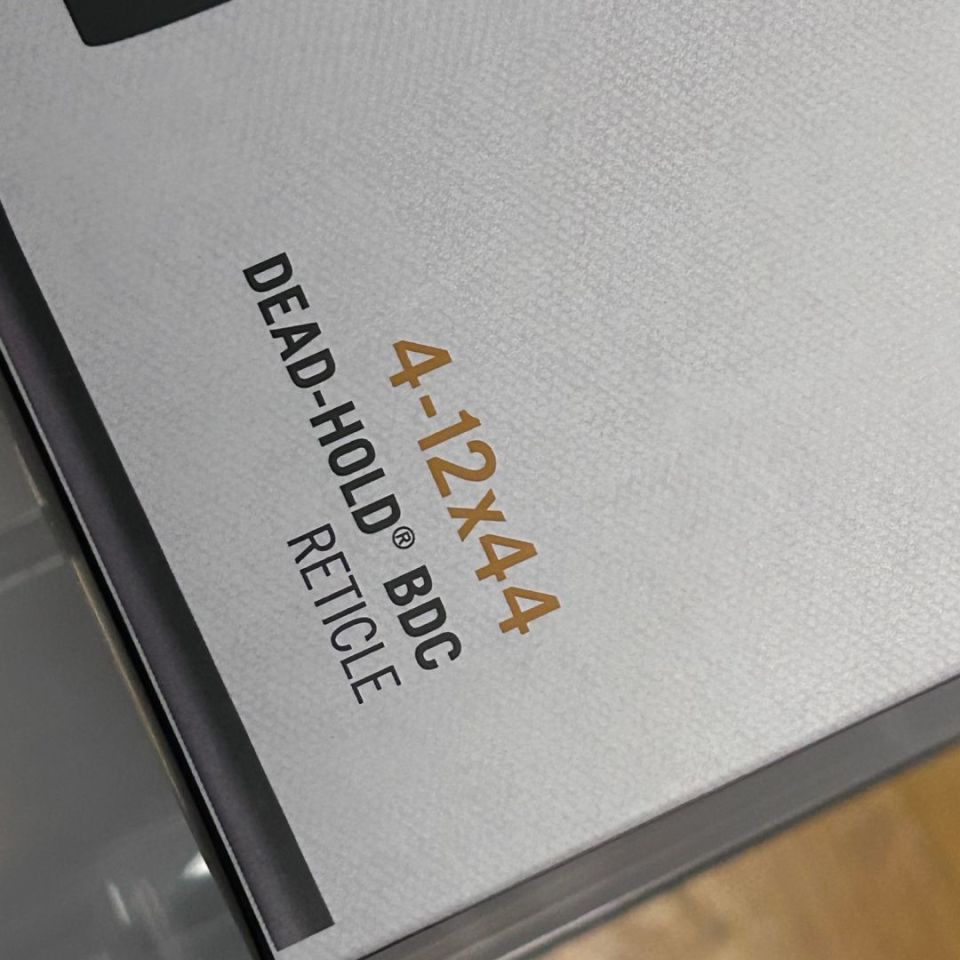 4-12x44
DEAD-HOLD® BDC
RETICLE